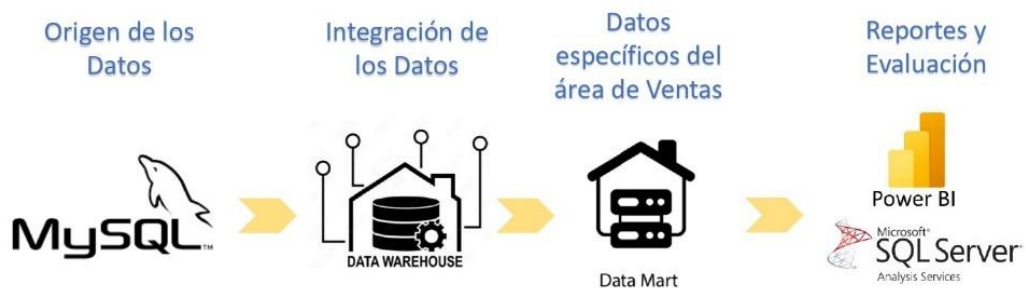 Origen de los
Datos
Integración de
los Datos
Datos
específicos del
área de Ventas
Reportes y
Evaluación
MySQL™
DATA WAREHOUSE
Data Mart
Power BI
Microsoft®
SQL Server®
Analysis Services